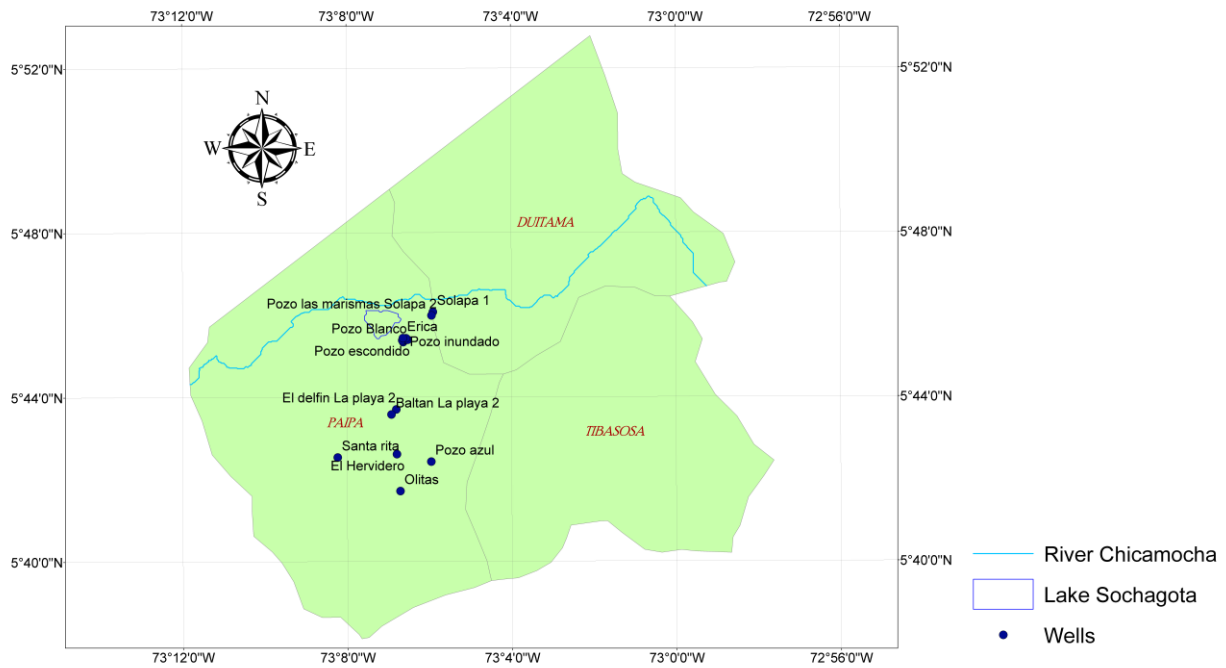 73°12'0"W 73°8'0"W 73°4'0"W 73°0'0"W 72°56'0"W
5°52'0"N 5°52'0"N
N
W E
S
DUITAMA
5°48'0"N 5°48'0"N
Pozo las marismas Solapa 2 Solapa 1
Pozo Blanco Erica
Pozo inundado
Pozo escondido
5°44'0"N 5°44'0"N
El delfin La playa 2 Baltan La playa 2
PAIPA TIBASOSA
Santa rita Pozo azul
El Hervidero
Olitas
5°40'0"N 5°40'0"N
River Chicamocha
Lake Sochagota
Wells
73°12'0"W 73°8'0"W 73°4'0"W 73°0'0"W 72°56'0"W